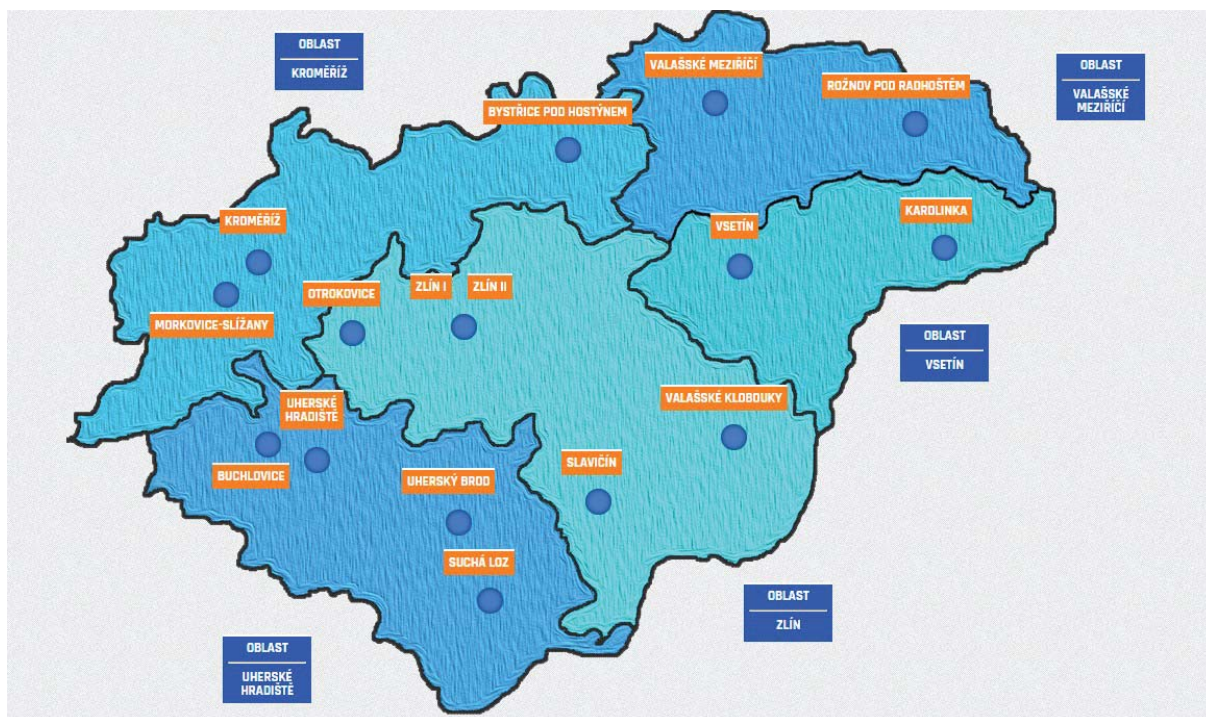 OBLAST
KROMĚŘÍŽ
VALAŠSKÉ MEZIŘÍČÍ
OBLAST
VALAŠSKÉ
MEZIŘÍČÍ
ROŽNOV POD RADHOŠTĚM
BYSTŘICE POD HOSTÝNEM
KROMĚŘÍŽ
VSETÍN
KAROLINKA
OTROKOVICE
ZLÍN I
ZLÍN II
MORKOVICE-SLÍŽANY
OBLAST
VSETÍN
UHERSKÉ
HRADIŠTĚ
VALAŠSKÉ KLOBOUKY
BUCHLOVICE
UHERSKÝ BROD
SLAVIČÍN
SUCHÁ LOZ
OBLAST
ZLÍN
OBLAST
UHERSKÉ
HRADIŠTĚ